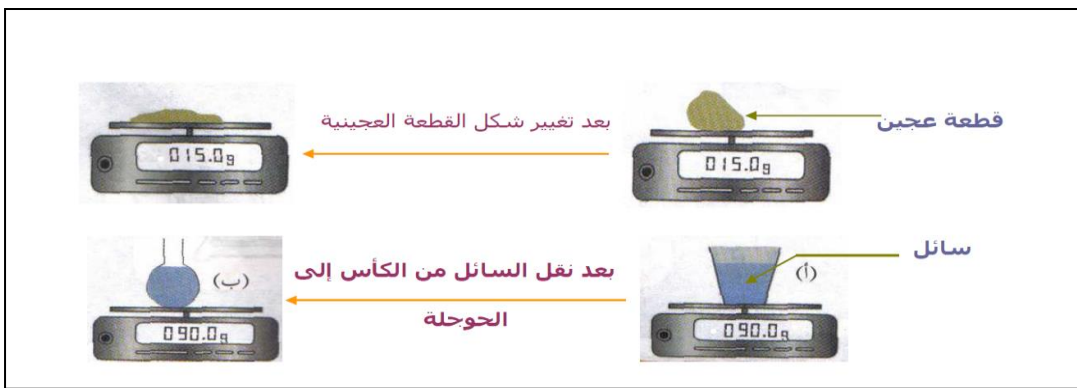 قطعة عجين
بعد تغيير شكل القطعة العجينية
015.0g
015.0g
سائل
(أ)
بعد نقل السائل من الكأس إلى
الحوجلة
(ب)
090.0g
090.0g